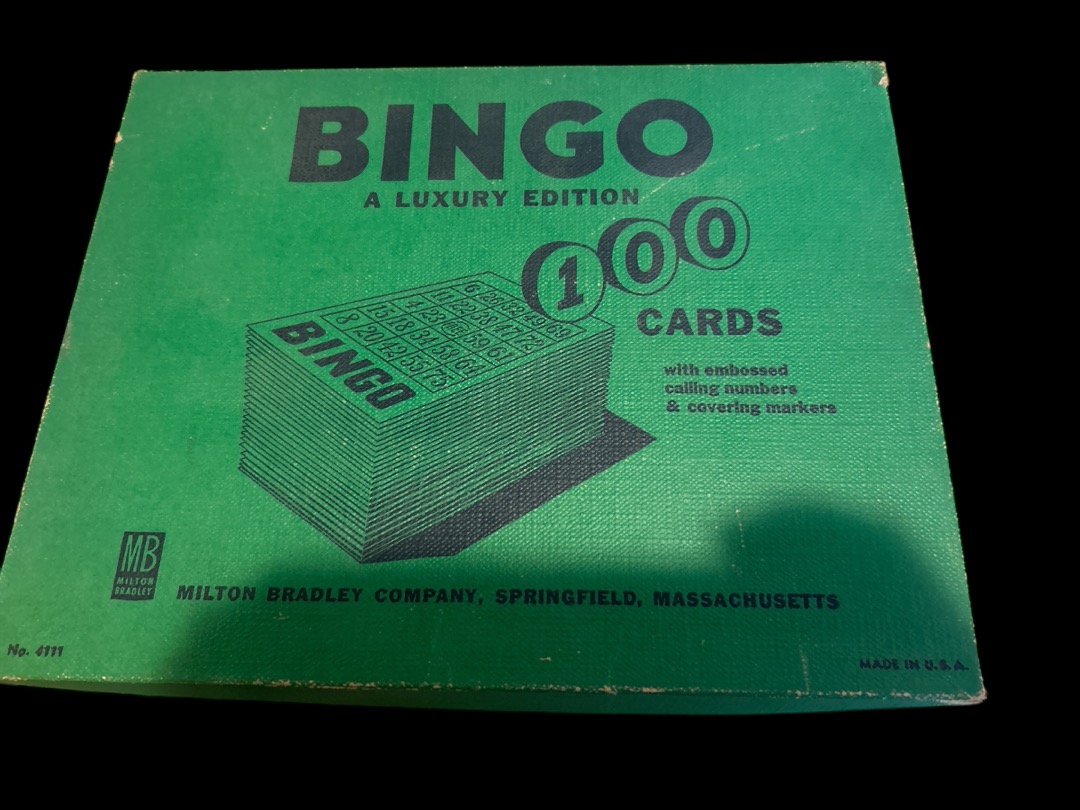 BINGO
A LUXURY EDITION
100
CARDS
with embossed
calling numbers
& covering markers
BINGO
MB
MILTON
BRADLEY
MILTON BRADLEY COMPANY, SPRINGFIELD, MASSACHUSETTS
No. 4111
MADE IN U.S.A.